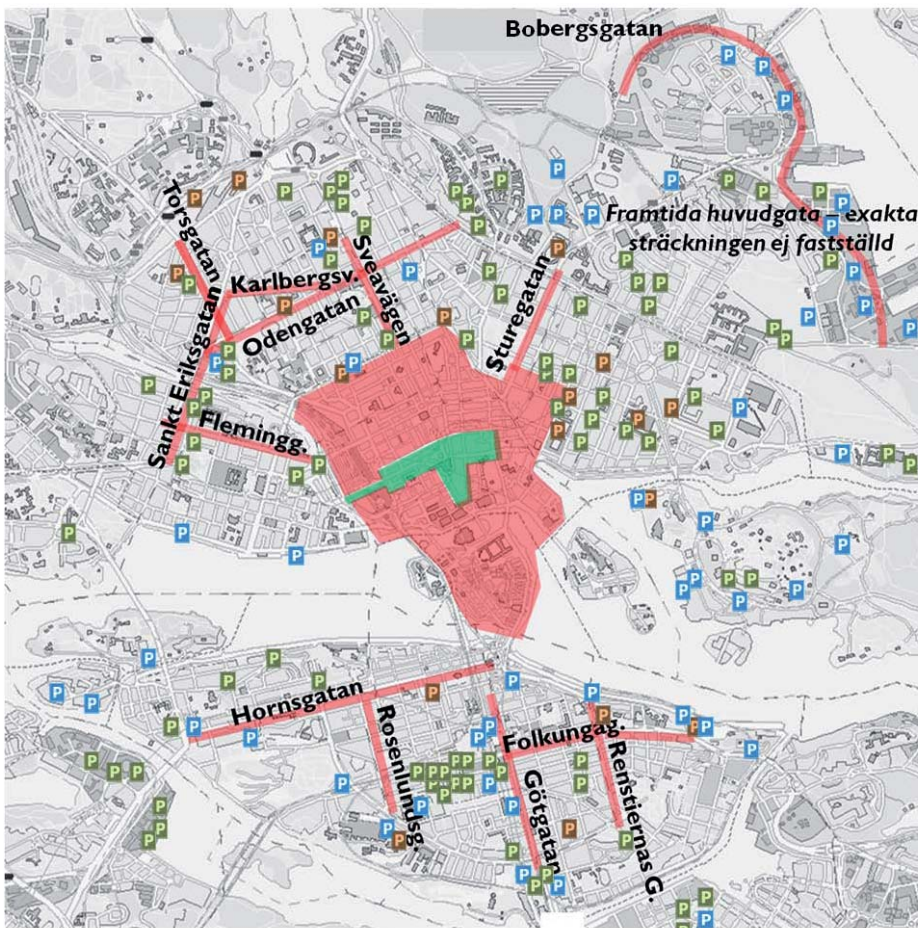 Bobergsgatan
Framtida huvudgata – exakta
sträckningen ej fastställd
Torsgatan
Karlbergsv.
Sveavägen
Odengatan
Sturegatan
Sankt Eriksgatan
Flemingg.
Hornsgatan
Rosenlundsg.
Folkungag.
Götgatan
Renstiernas G.